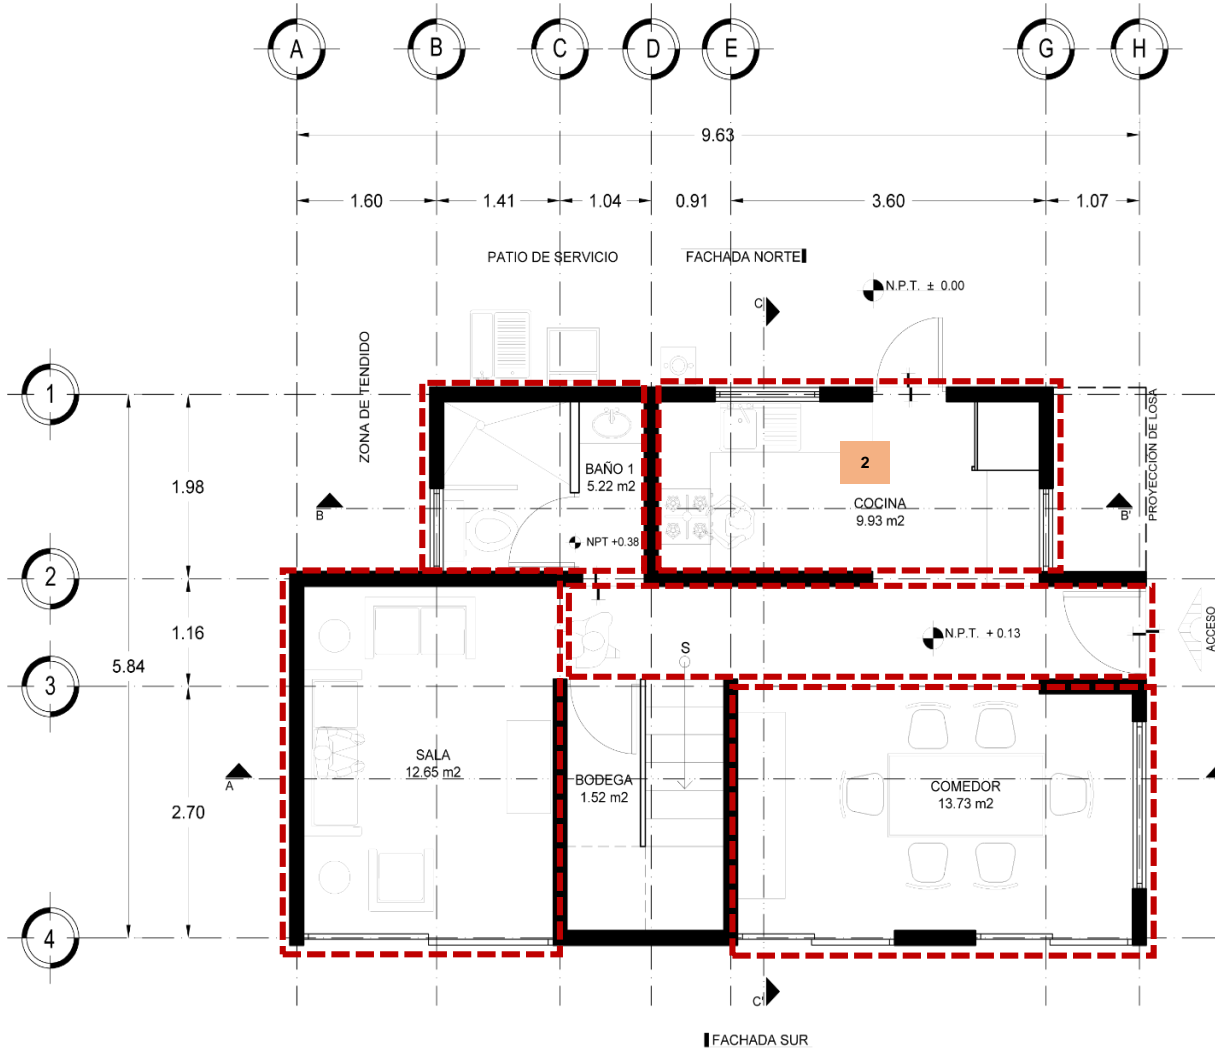 A B C D E G H
9.63
1.60 1.41 1.04 0.91 3.60 1.07
PATIO DE SERVICIO FACHADA NORTE
N.P.T. ± 0.00
C
ZONA DE TENDIDO
PROYECCIÓN DE LOSA
1
2
BAÑO 1
5.22 m2
1.98
COCINA
9.93 m2
B B'
NPT +0.38
2
1.16
ACCESO
N.P.T. + 0.13
S
5.84
3
SALA
12.65 m2
A
BODEGA
1.52 m2
COMEDOR
13.73 m2
2.70
4
C'
FACHADA SUR